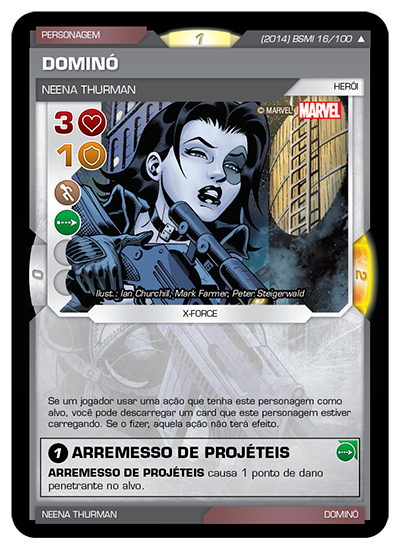 PERSONAGEM
1
(2014) BSMI 16/100 ▲
DOMINÓ
NEENA THURMAN
HERÓI
3
© MARVEL MARVEL
1
0
2
Ilust.: Ian Churchill, Mark Farmer, Peter Steigerwald
X-FORCE
Se um jogador usar uma ação que tenha este personagem como
alvo, você pode descarregar um card que este personagem estiver
carregando. Se o fizer, aquela ação não terá efeito.
1 ARREMESSO DE PROJÉTEIS
ARREMESSO DE PROJÉTEIS causa 1 ponto de dano
penetrante no alvo.
NEENA THURMAN
DOMINÓ